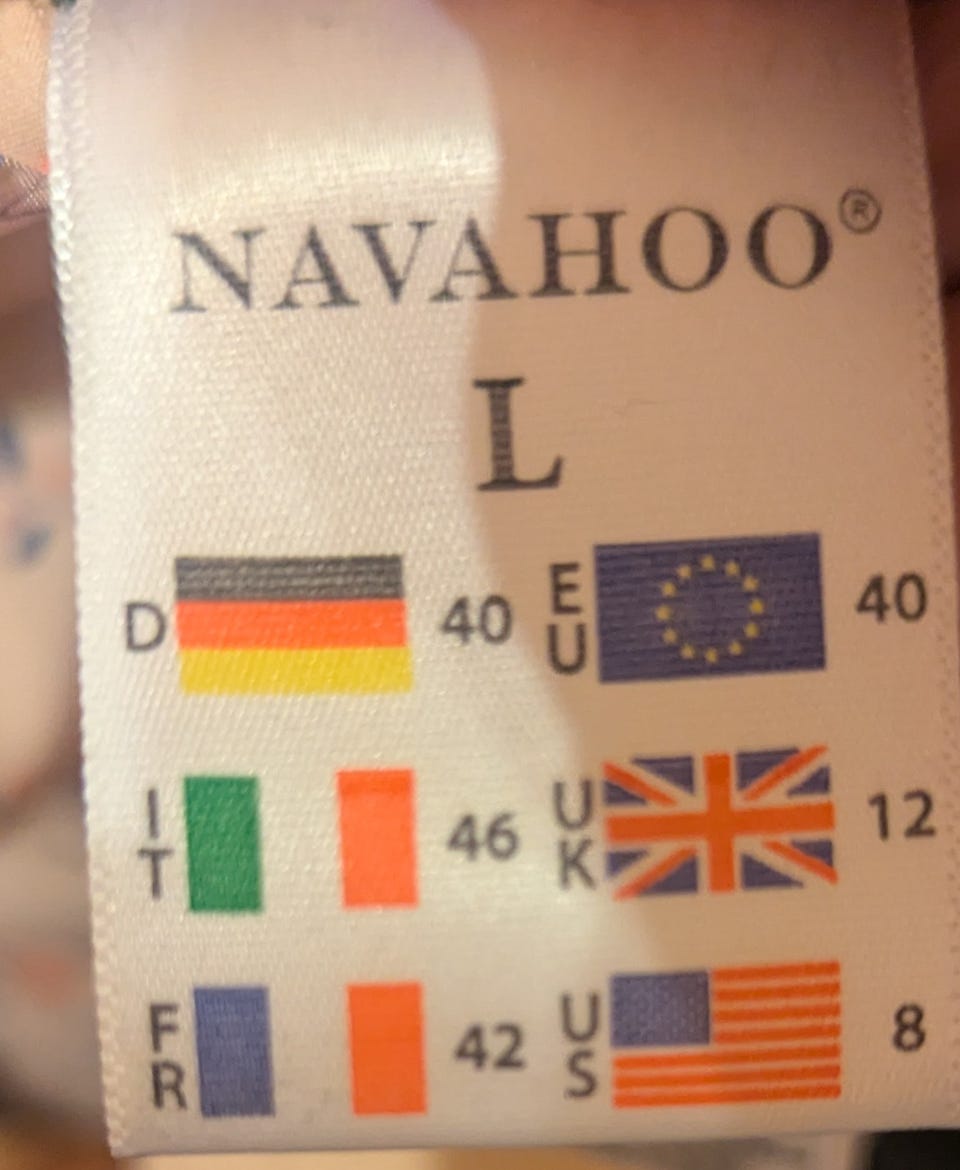 NAVAHOO®
L
D 40 EU 40
IT 46 UK 12
FR 42 US 8